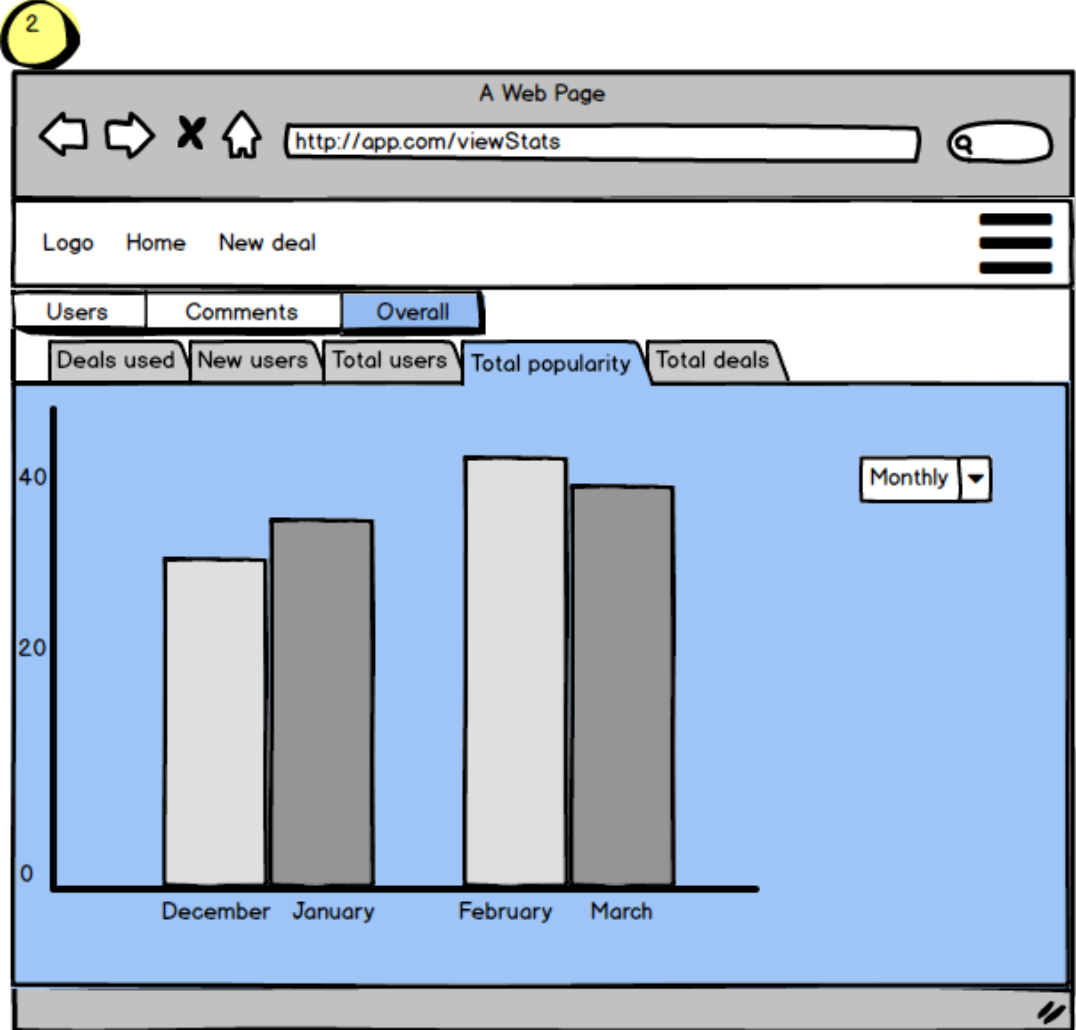 2
A Web Page
http://app.com/viewStats
Logo Home New deal
Users Comments Overall
Deals used New users Total users Total popularity Total deals
40
Monthly
20
0
December January February March